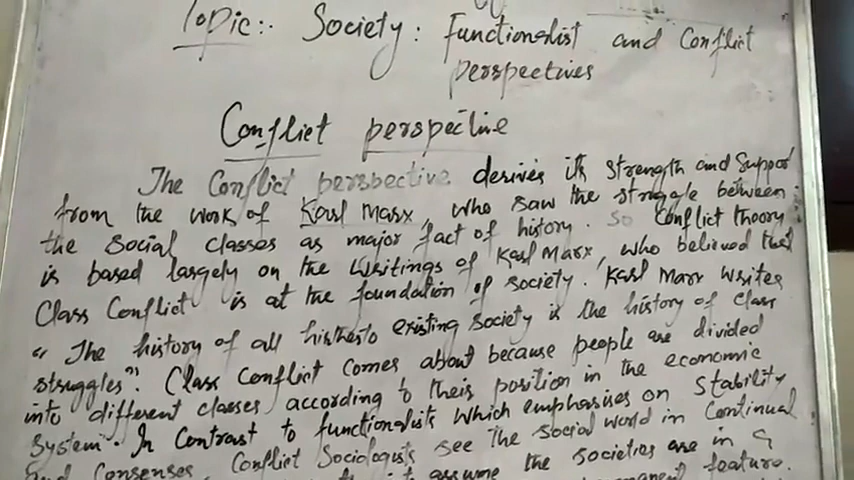 Topic:- Society: Functionalist and Conflict
perspectives
Conflict perspective
The Conflict perspective derives its strength and support
from the work of Karl Marx, who saw the struggle between
the social classes as major fact of history. so Conflict theory
is based largely on the writings of Karl Marx, who believed that
Class Conflict is at the foundation of society. Karl Marx writes
"The history of all hitherto existing society is the history of class
struggles". Class Conflict comes about because people are divided
into different classes according to their position in the economic
system. In Contrast to functionalists which emphasises on Stability
and Consenses, Conflict Sociologists see the social world in Continual
assume the societies are in a
permanent feature.